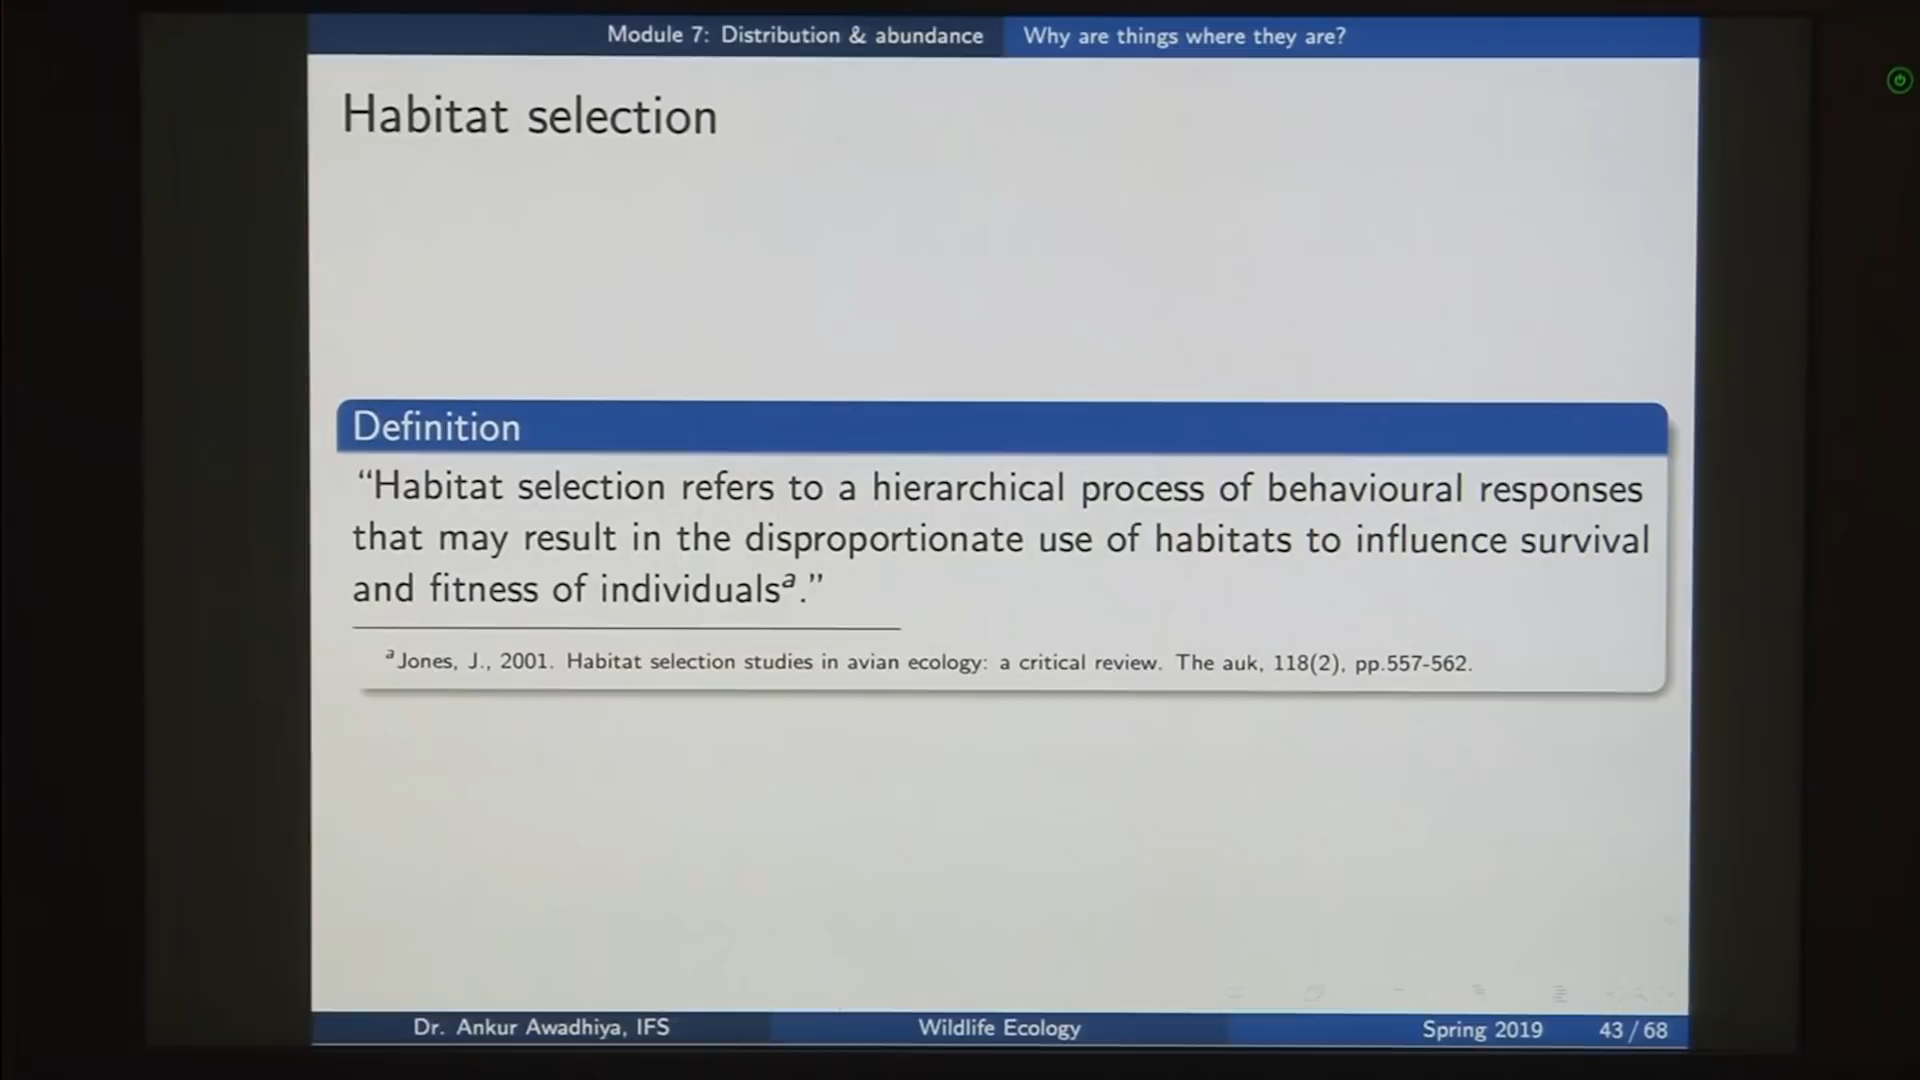 Module 7: Distribution & abundance Why are things where they are?
Habitat selection
Definition
“Habitat selection refers to a hierarchical process of behavioural responses
that may result in the disproportionate use of habitats to influence survival
and fitness of individualsᵃ.”
ᵃJones, J., 2001. Habitat selection studies in avian ecology: a critical review. The auk, 118(2), pp.557-562.
Dr. Ankur Awadhiya, IFS Wildlife Ecology Spring 2019 43 / 68